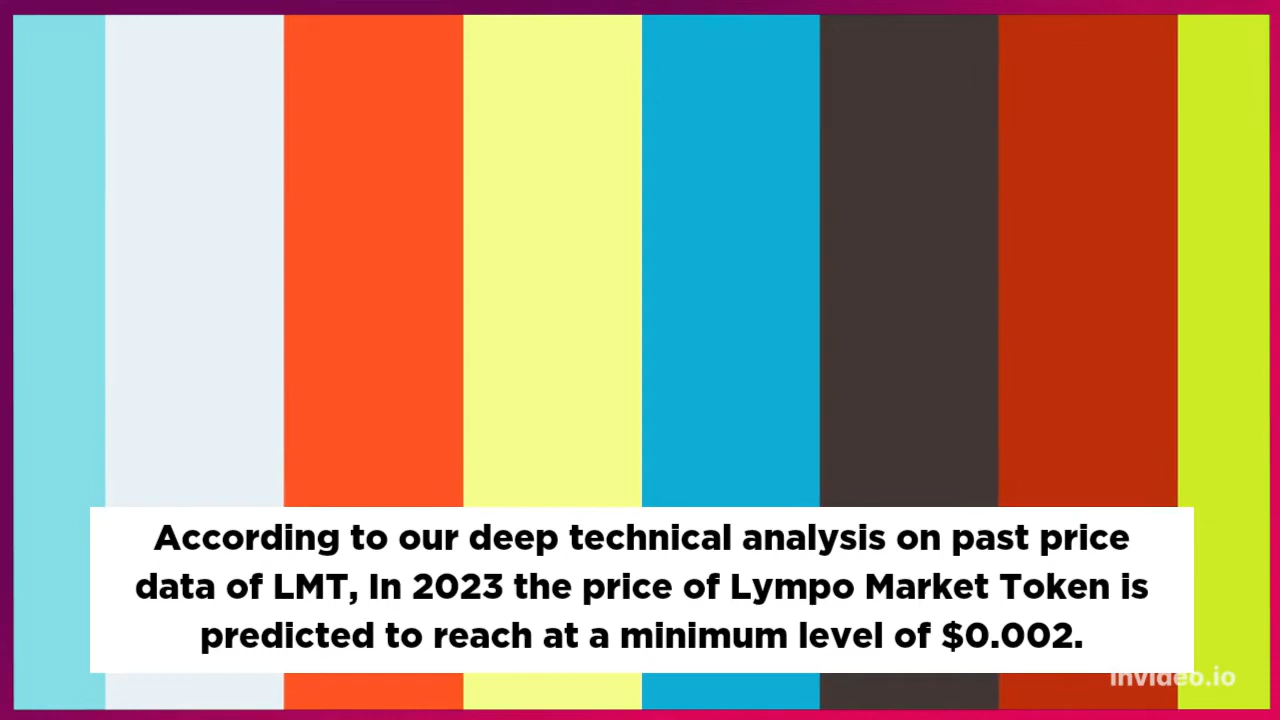 According to our deep technical analysis on past price
data of LMT, In 2023 the price of Lympo Market Token is
predicted to reach at a minimum level of $0.002.
invideo.io